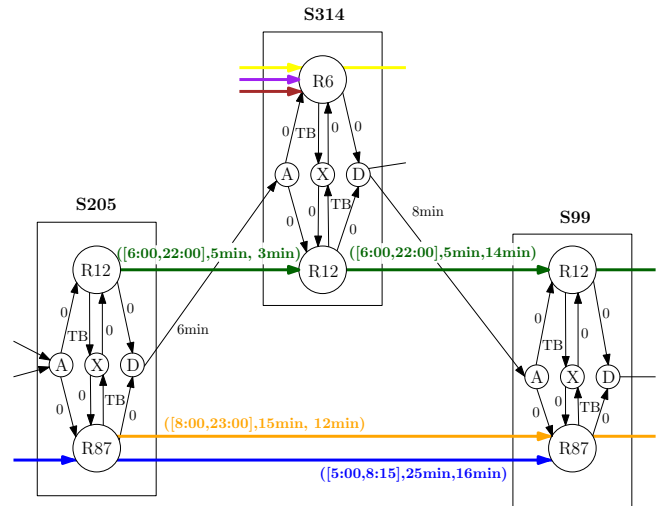 S314
R6
0
TB
0
0
A
X
D
0
0
TB
0
R12
S205
R12
([6:00,22:00],5min, 3min)
([6:00,22:00],5min,14min)
8min
6min
S99
R12
0
TB
0
0
A
X
D
0
0
TB
0
R87
0
TB
0
0
A
X
D
0
0
TB
0
R87
([8:00,23:00],15min, 12min)
([5:00,8:15],25min,16min)